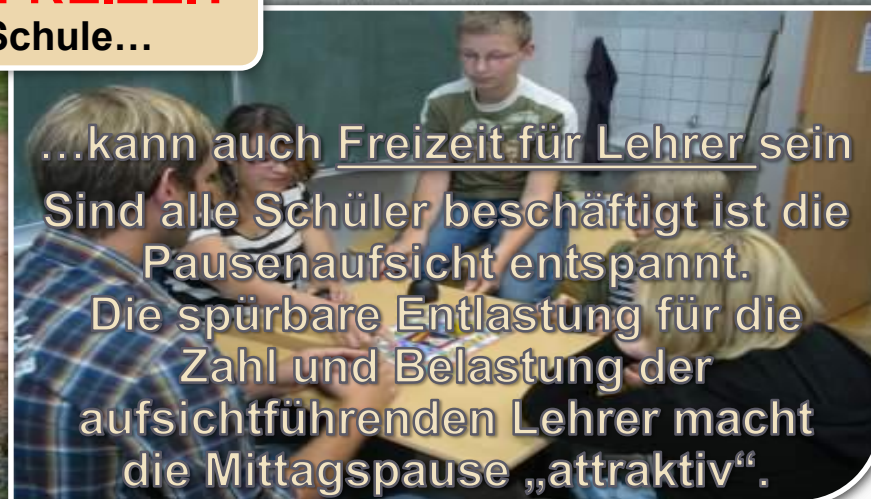 Schule…
…kann auch Freizeit für Lehrer sein
Sind alle Schüler beschäftigt ist die
Pausenaufsicht entspannt.
Die spürbare Entlastung für die
Zahl und Belastung der
aufsichtführenden Lehrer macht
die Mittagspause „attraktiv“.